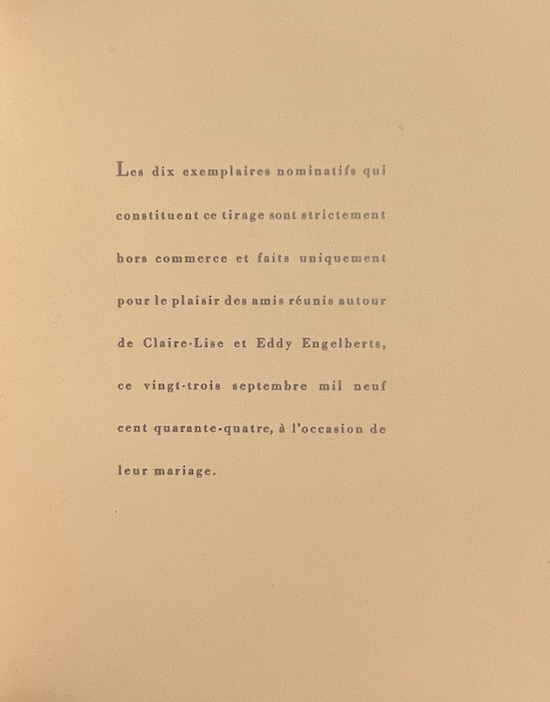 Les dix exemplaires nominatifs qui
constituent ce tirage sont strictement
hors commerce et faits uniquement
pour le plaisir des amis réunis autour
de Claire-Lise et Eddy Engelberts,
ce vingt-trois septembre mil neuf
cent quarante-quatre, à l'occasion de
leur mariage.